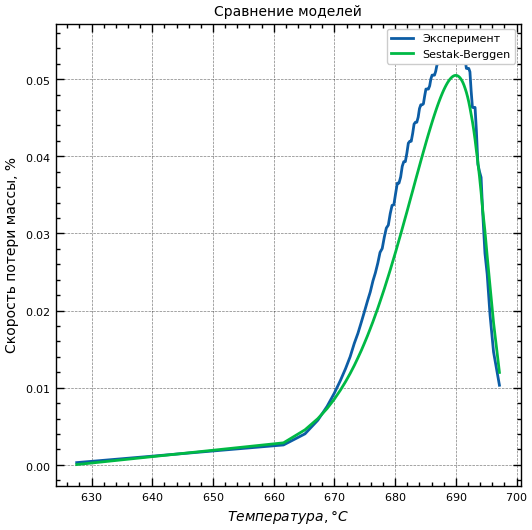 Сравнение моделей
Эксперимент
Sestak-Berggen
Скорость потери массы, %
0.05
0.04
0.03
0.02
0.01
0.00
630 640 650 660 670 680 690 700
Температура, °C